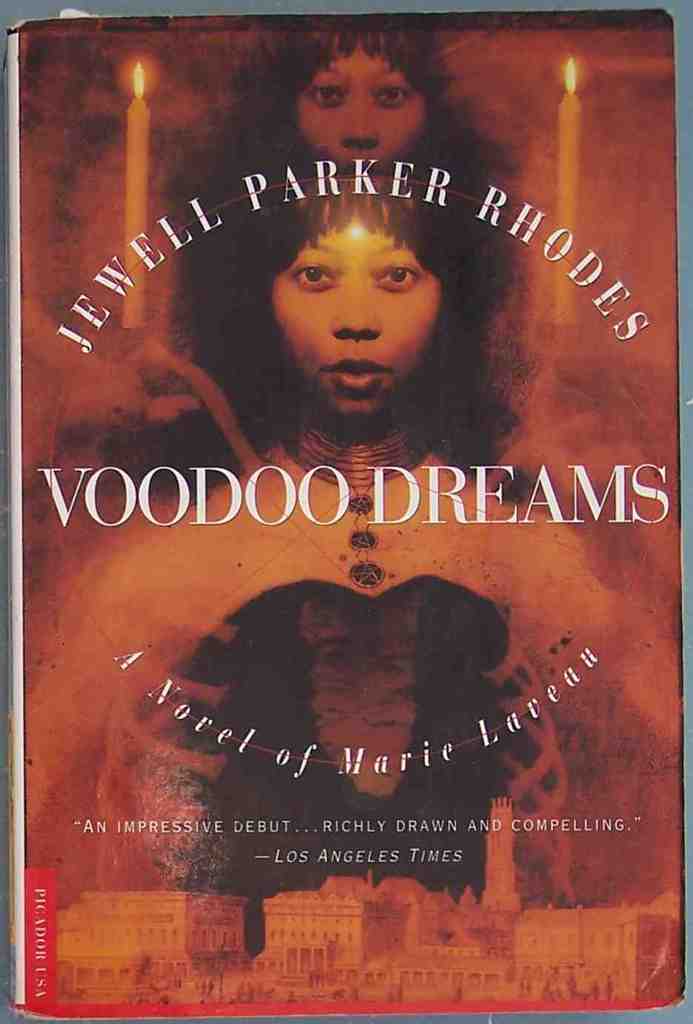 JEWELL PARKER RHODES
VOODOO DREAMS
A Novel of Marie Laveau
"AN IMPRESSIVE DEBUT...RICHLY DRAWN AND COMPELLING."
—LOS ANGELES TIMES
PICADOR USA